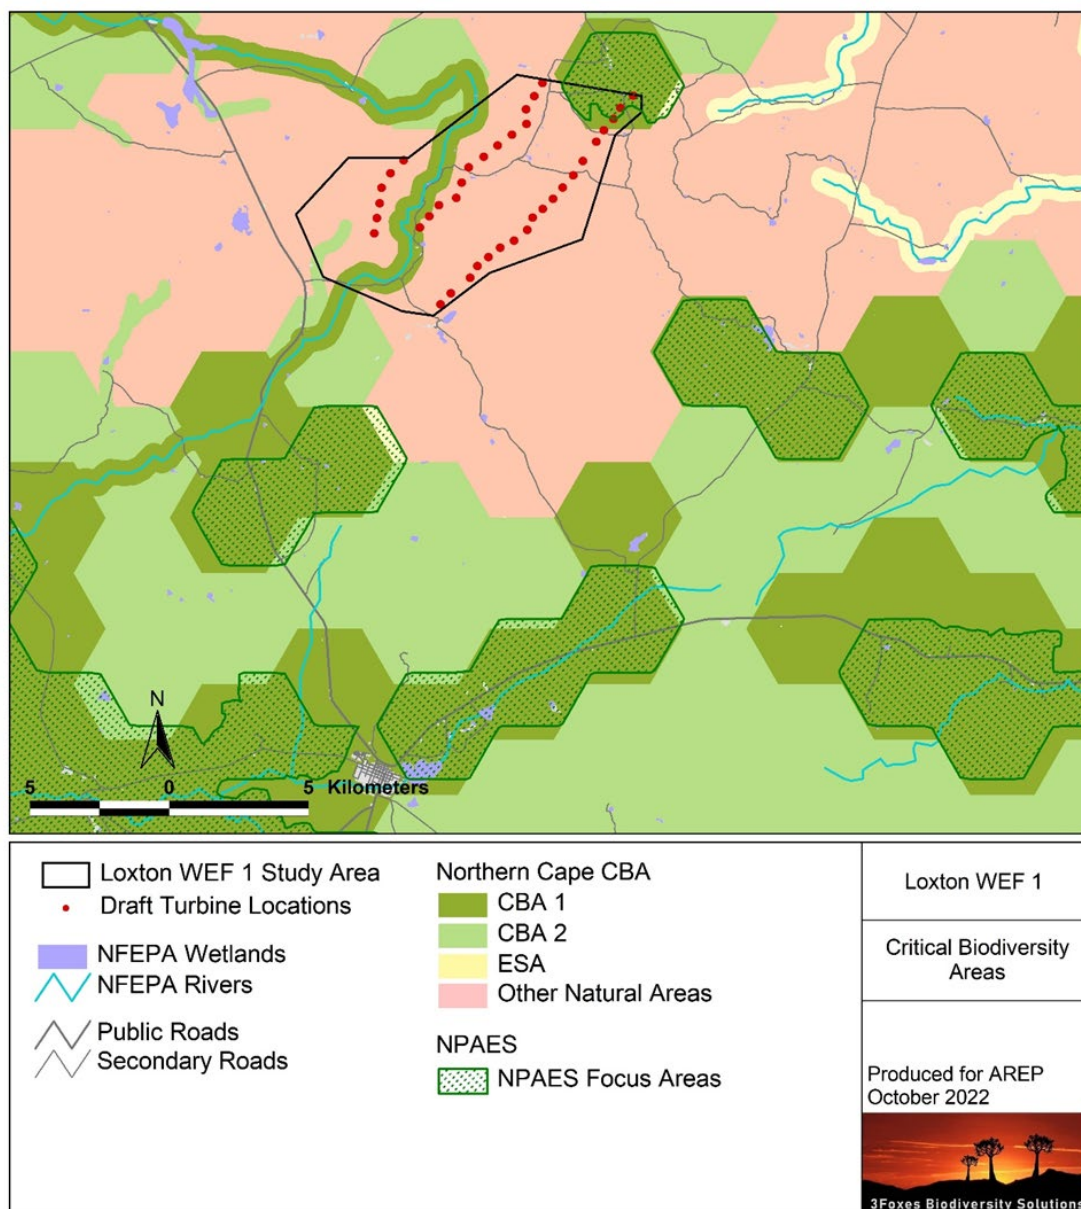 N
5 0 5 Kilometers
Loxton WEF 1 Study Area
Draft Turbine Locations
NFEPA Wetlands
NFEPA Rivers
Public Roads
Secondary Roads
Northern Cape CBA
CBA 1
CBA 2
ESA
Other Natural Areas
NPAES
NPAES Focus Areas
Loxton WEF 1
Critical Biodiversity
Areas
Produced for AREP
October 2022
3Foxes Biodiversity Solutions